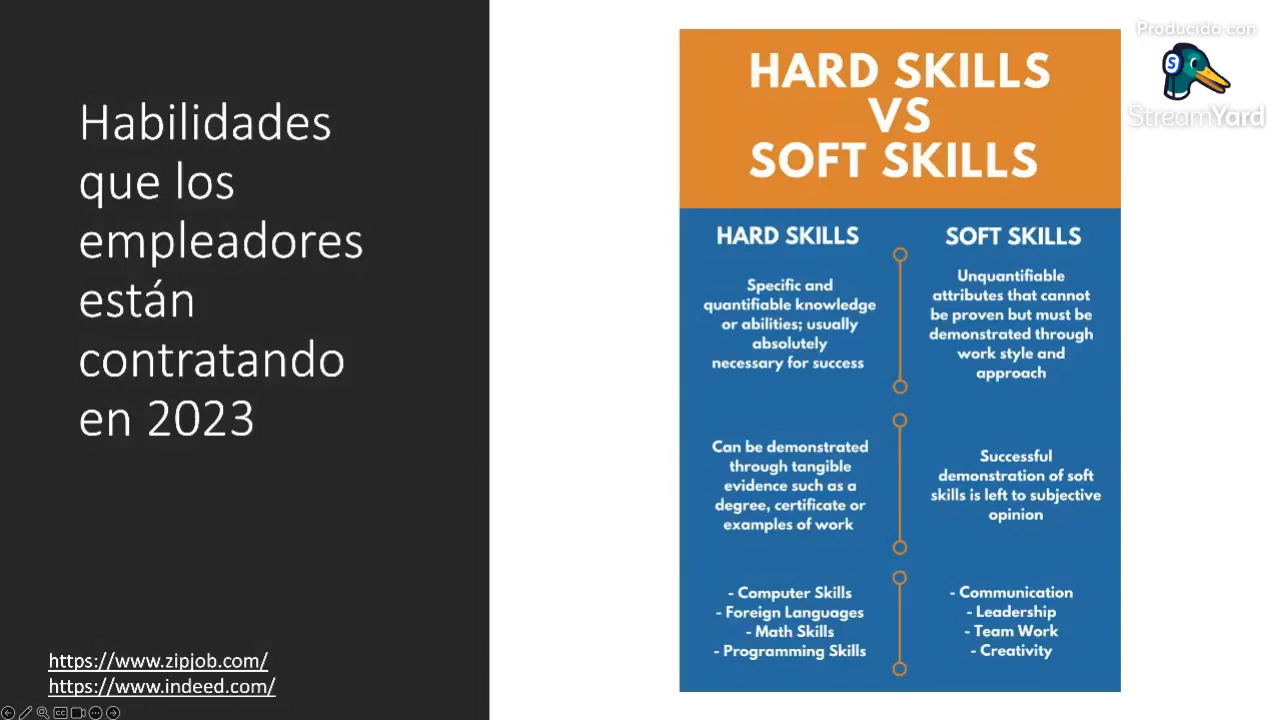 Habilidades
que los
empleadores
están
contratando
en 2023
https://www.zipjob.com/
https://www.indeed.com/
HARD SKILLS
VS
SOFT SKILLS
HARD SKILLS
Specific and
quantifiable knowledge
or abilities; usually
absolutely
necessary for success
Can be demonstrated
through tangible
evidence such as a
degree, certificate or
examples of work
- Computer Skills
- Foreign Languages
- Math Skills
- Programming Skills
SOFT SKILLS
Unquantifiable
attributes that cannot
be proven but must be
demonstrated through
work style and
approach
Successful
demonstration of soft
skills is left to subjective
opinion
- Communication
- Leadership
- Team Work
- Creativity
Producido con
S
StreamYard
CC